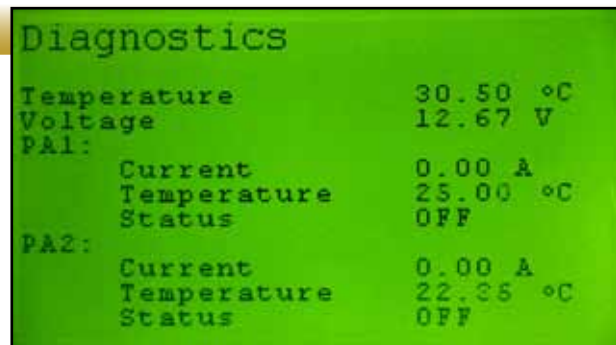 Diagnostics
Temperature 30.50 °C
Voltage 12.67 V
PA1:
Current 0.00 A
Temperature 25.00 °C
Status OFF
PA2:
Current 0.00 A
Temperature °C
Status OFF